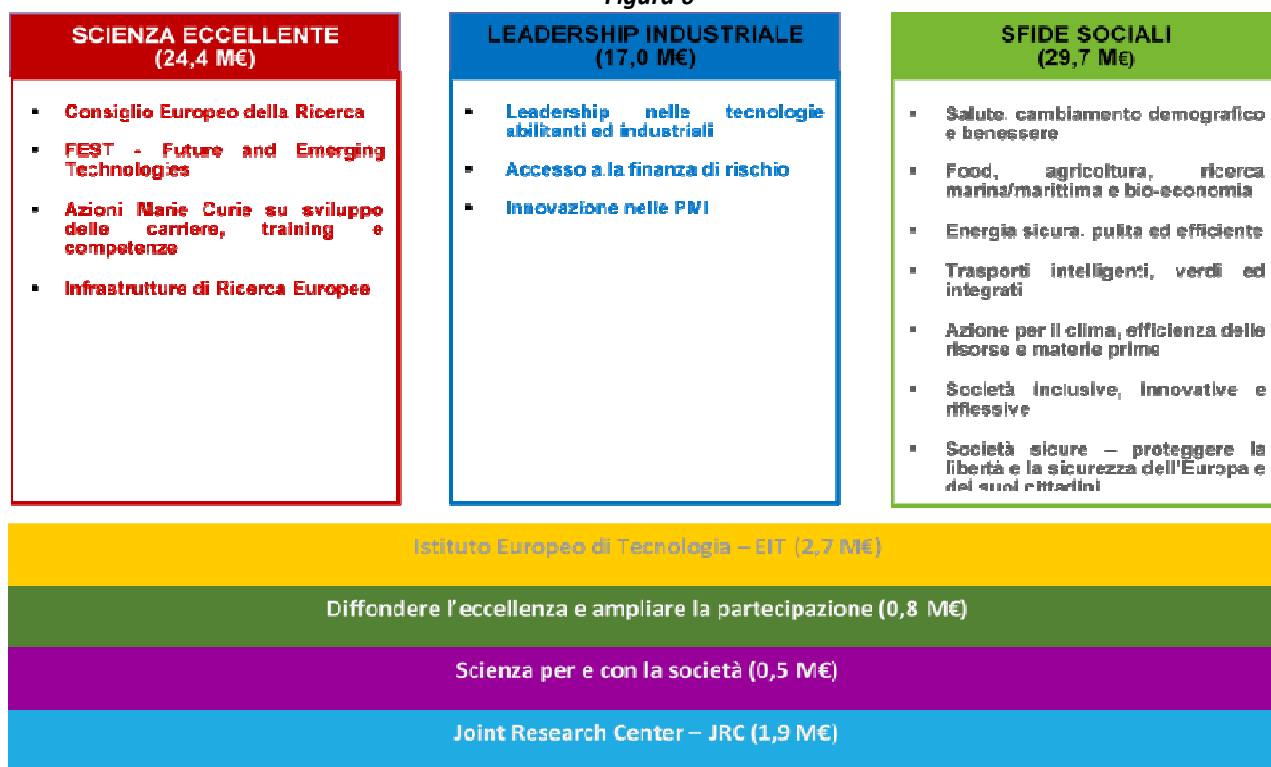 SCIENZA ECCELLENTE
(24,4 M€)
Consiglio Europeo della Ricerca
FEST - Future and Emerging
Technologies
Azioni Marie Curie su sviluppo
delle carriere, training e
competenze
Infrastrutture di Ricerca Europee
LEADERSHIP INDUSTRIALE
(17,0 M€)
Leadership nelle tecnologie
abilitanti ed industriali
Accesso a la finanza di rischio
Innovazione nelle PMI
SFIDE SOCIALI
(29,7 M€)
Salute, cambiamento demografico
e benessere
Food, agricoltura, ricerca
marina/marittima e bio-economia
Energia sicura, pulita ed efficiente
Trasporti intelligenti, verdi ed
integrati
Azione per il clima, efficienza delle
risorse e materie prime
Società inclusive, innovative e
riflessive
Società sicure – proteggere la
libertà e la sicurezza dell'Europa e
dei suoi cittadini
Istituto Europeo di Tecnologia – EIT (2,7 M€)
Diffondere l'eccellenza e ampliare la partecipazione (0,8 M€)
Scienza per e con la società (0,5 M€)
Joint Research Center – JRC (1,9 M€)